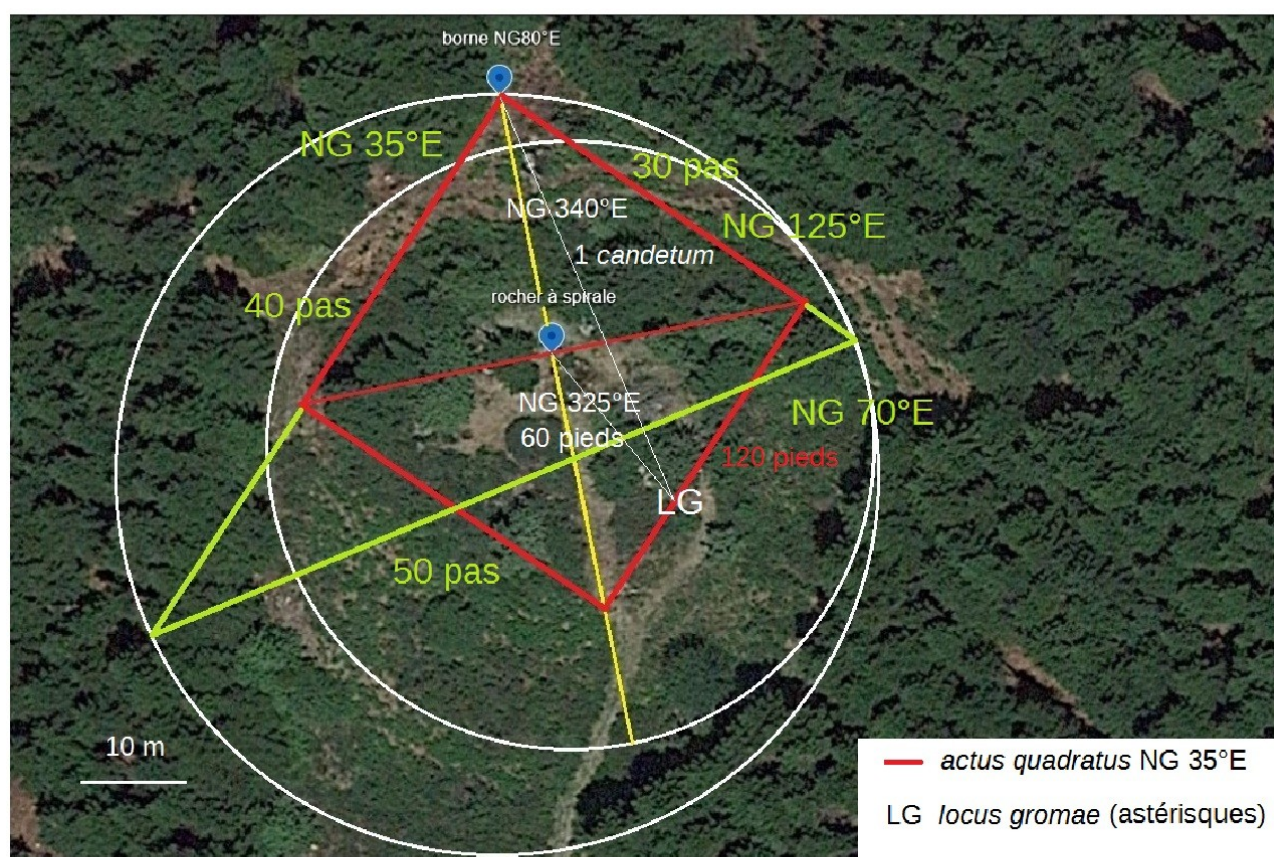 borne NG80°E
NG 35°E
30 pas
NG 340°E
NG 125°E
1 candetum
40 pas
rocher à spirale
NG 325°E
NG 70°E
60 pieds
120 pieds
LG
50 pas
10 m
actus quadratus NG 35°E
LG locus gromae (astérisques)